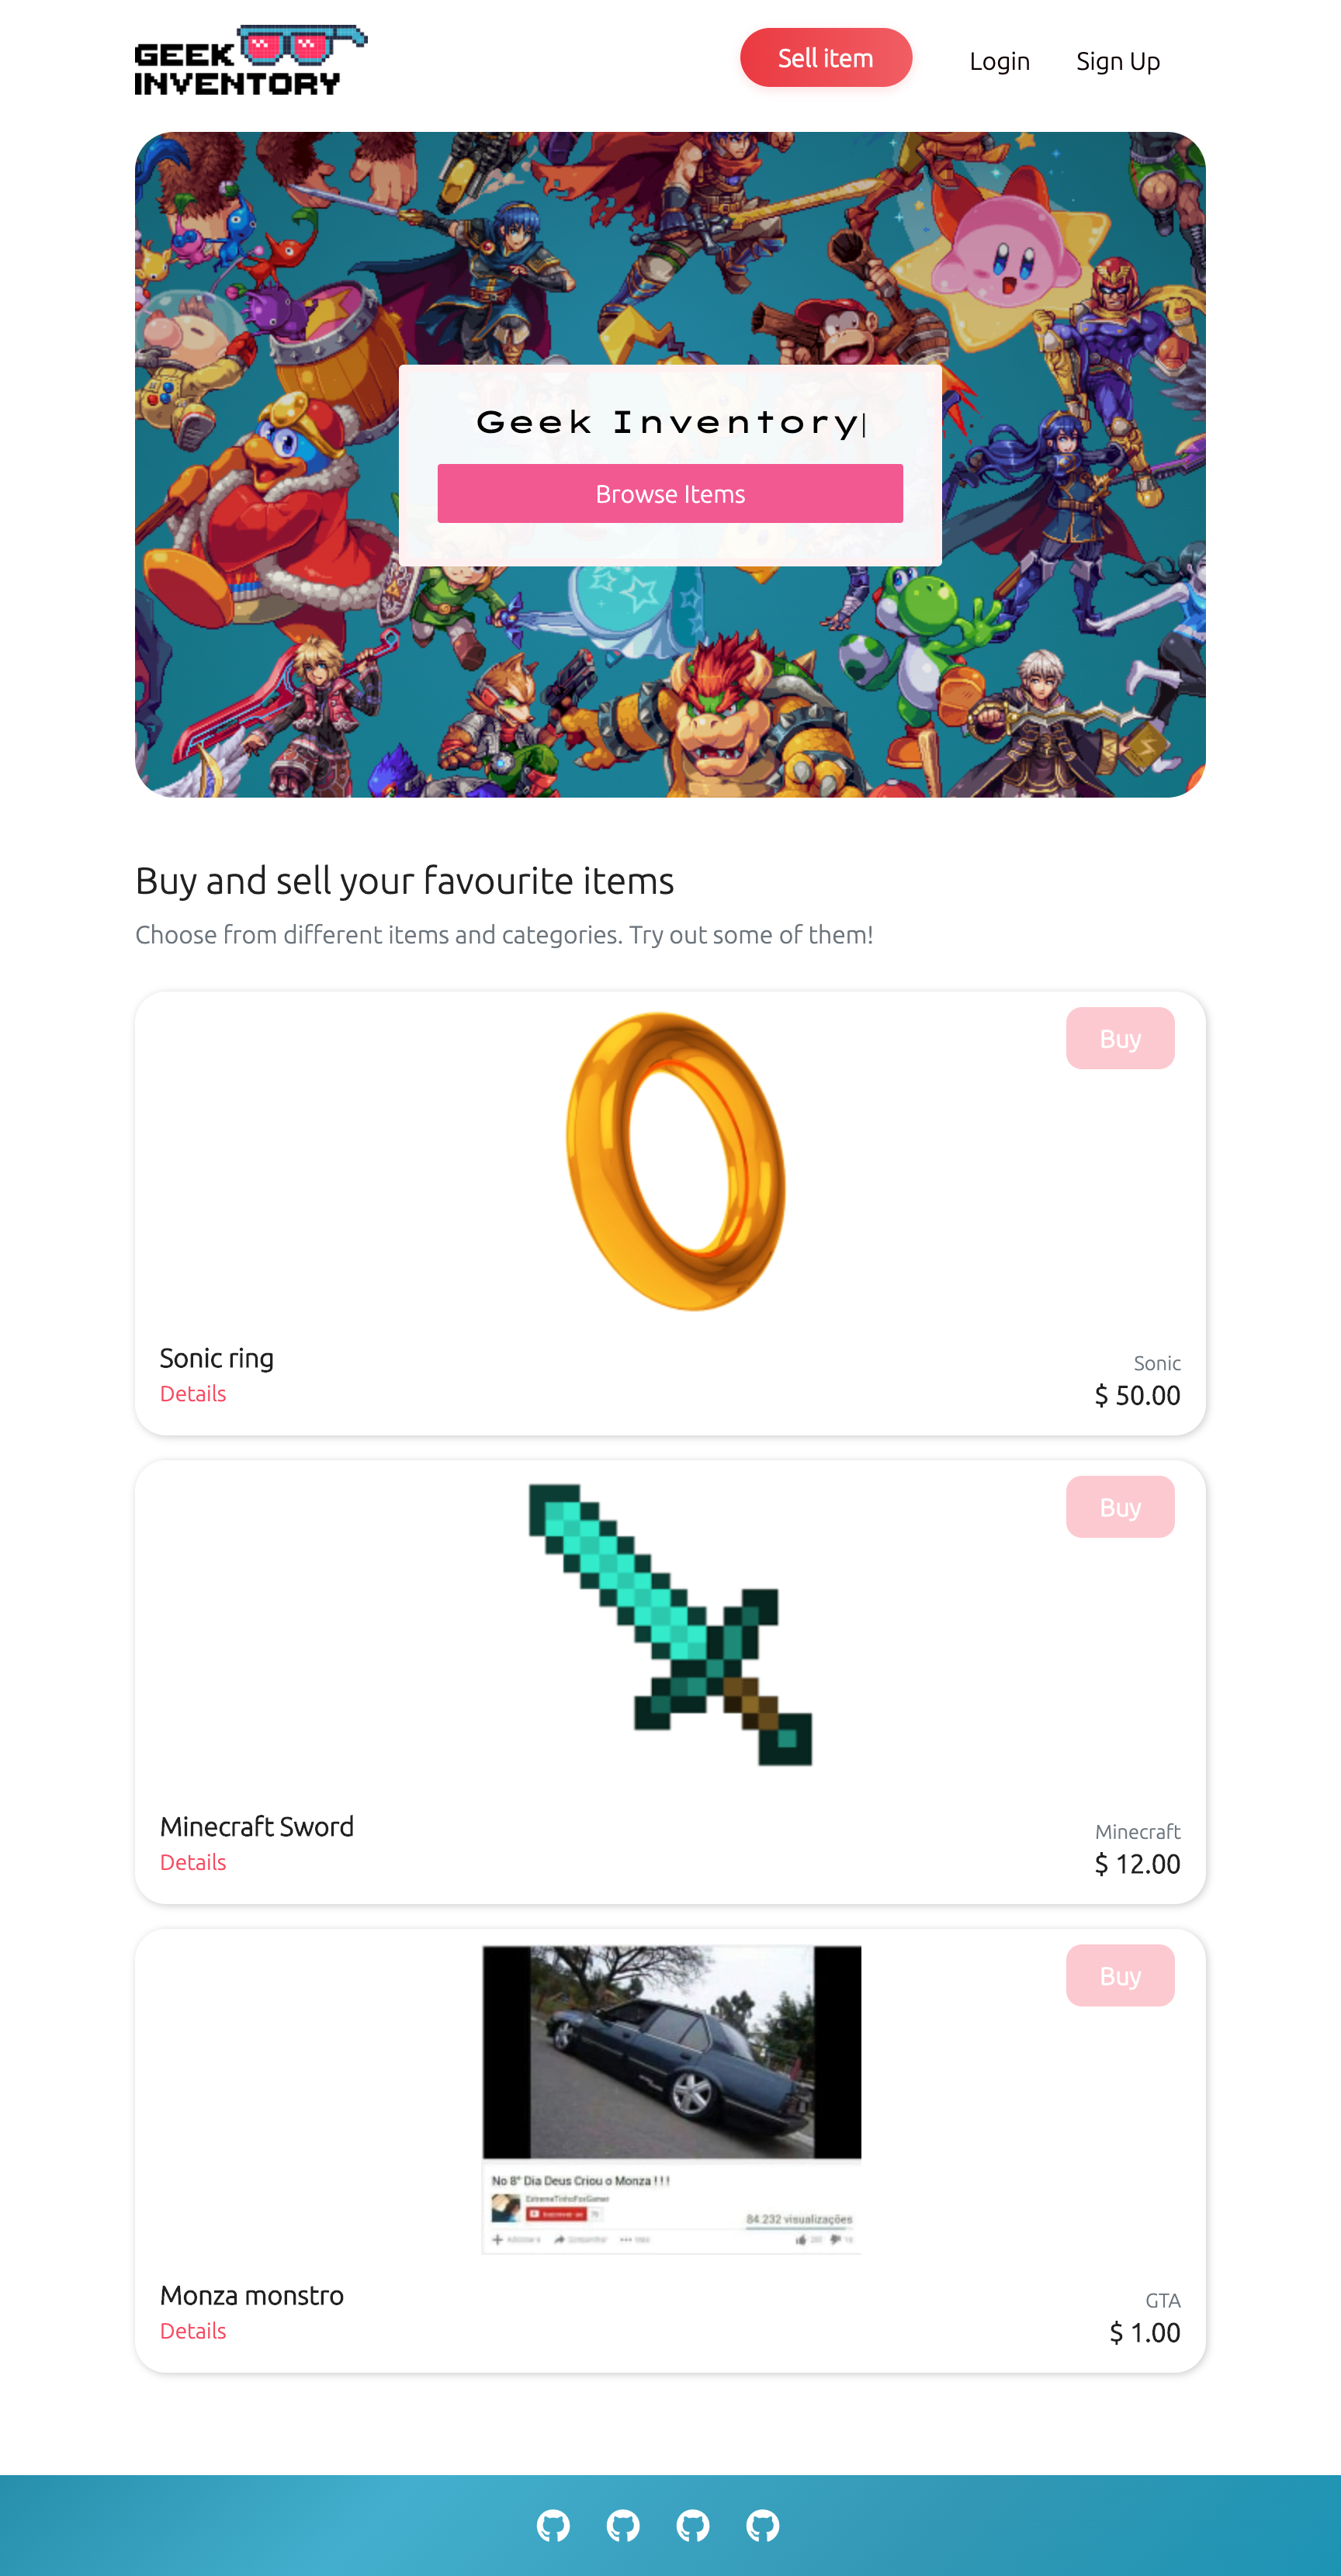 GEEK
INVENTORY
Sell item
Login
Sign Up
Geek Inventory
Browse Items
Buy and sell your favourite items
Choose from different items and categories. Try out some of them!
Buy
Sonic ring
Details
Sonic
$ 50.00
Buy
Minecraft Sword
Details
Minecraft
$ 12.00
Buy
No 8° Dia Deus Criou o Monza ! ! !
84.232 visualizações
Monza monstro
Details
GTA
$ 1.00